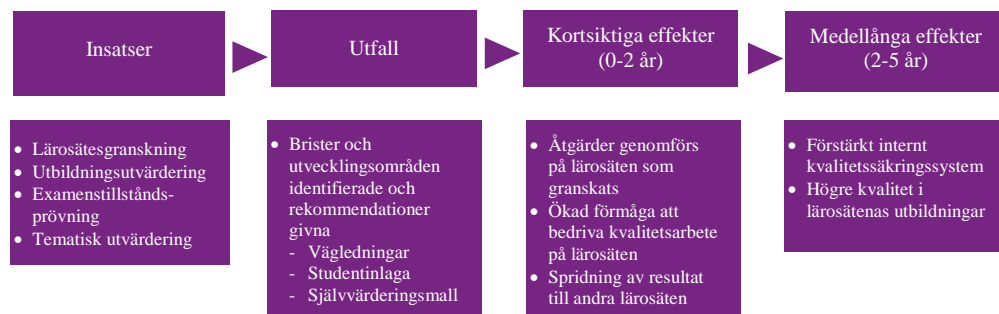 Insatser
Utfall
Kortsiktiga effekter
(0-2 år)
Medellånga effekter
(2-5 år)
• Lärosätesgranskning
• Utbildningsutvärdering
• Examenstillstånds-
prövning
• Tematisk utvärdering
• Brister och
utvecklingsområden
identifierade och
rekommendationer
givna
- Vägledningar
- Studentinlaga
- Självvärderingsmall
• Åtgärder genomförs
på lärosäten som
granskats
• Ökad förmåga att
bedriva kvalitetsarbete
på lärosäten
• Spridning av resultat
till andra lärosäten
• Förstärkt internt
kvalitetssäkringssystem
• Högre kvalitet i
lärosätenas utbildningar